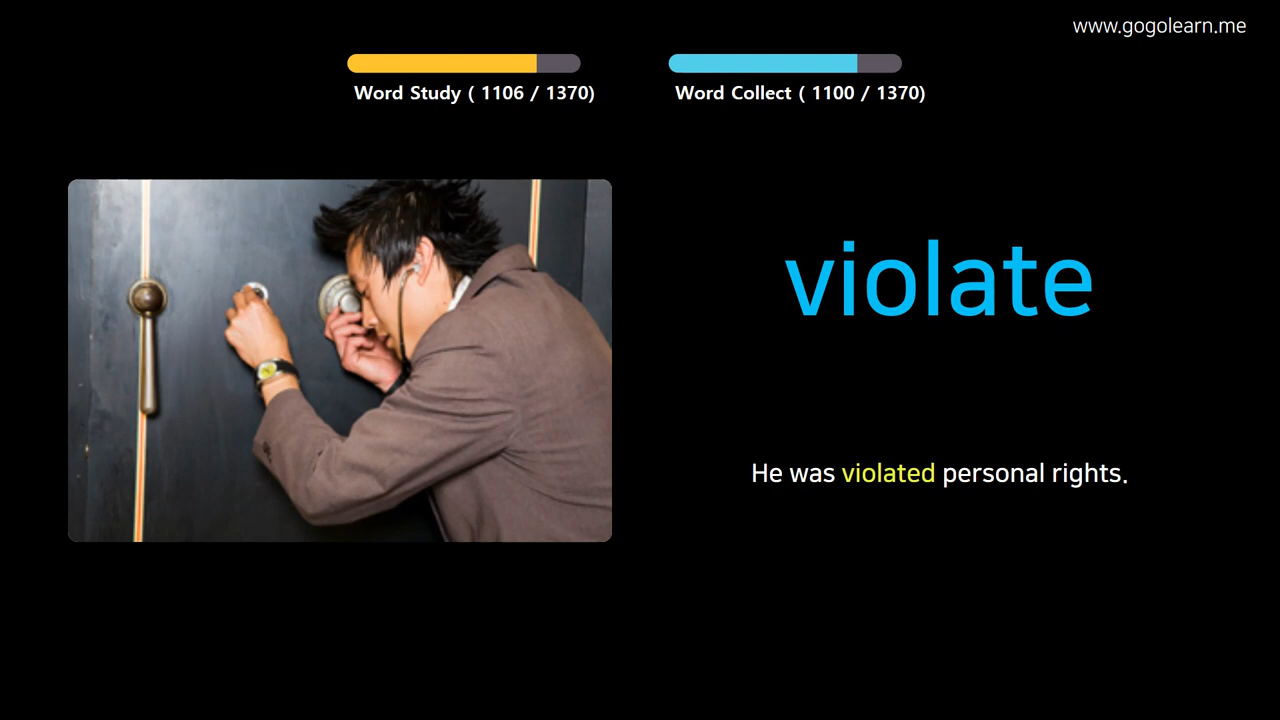 www.gogolearn.me
Word Study ( 1106 / 1370)
Word Collect ( 1100 / 1370)
violate
He was violated personal rights.